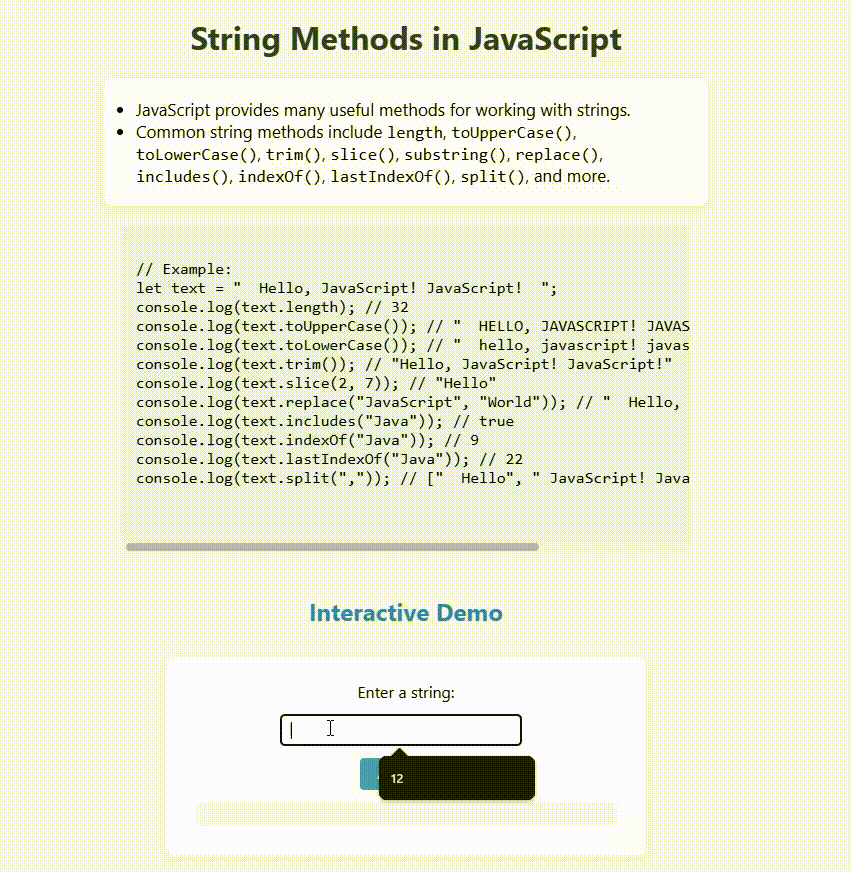 String Methods in JavaScript
JavaScript provides many useful methods for working with strings.
Common string methods include length, toUpperCase(),
toLowerCase(), trim(), slice(), substring(), replace(),
includes(), indexOf(), lastIndexOf(), split(), and more.
// Example:
let text = "  Hello, JavaScript! JavaScript!  ";
console.log(text.length); // 32
console.log(text.toUpperCase()); // "  HELLO, JAVASCRIPT! JAVAS
console.log(text.toLowerCase()); // "  hello, javascript! javas
console.log(text.trim()); // "Hello, JavaScript! JavaScript!"
console.log(text.slice(2, 7)); // "Hello"
console.log(text.replace("JavaScript", "World")); // "  Hello,
console.log(text.includes("Java")); // true
console.log(text.indexOf("Java")); // 9
console.log(text.lastIndexOf("Java")); // 22
console.log(text.split(",")); // ["  Hello", " JavaScript! Java
Interactive Demo
Enter a string:
12